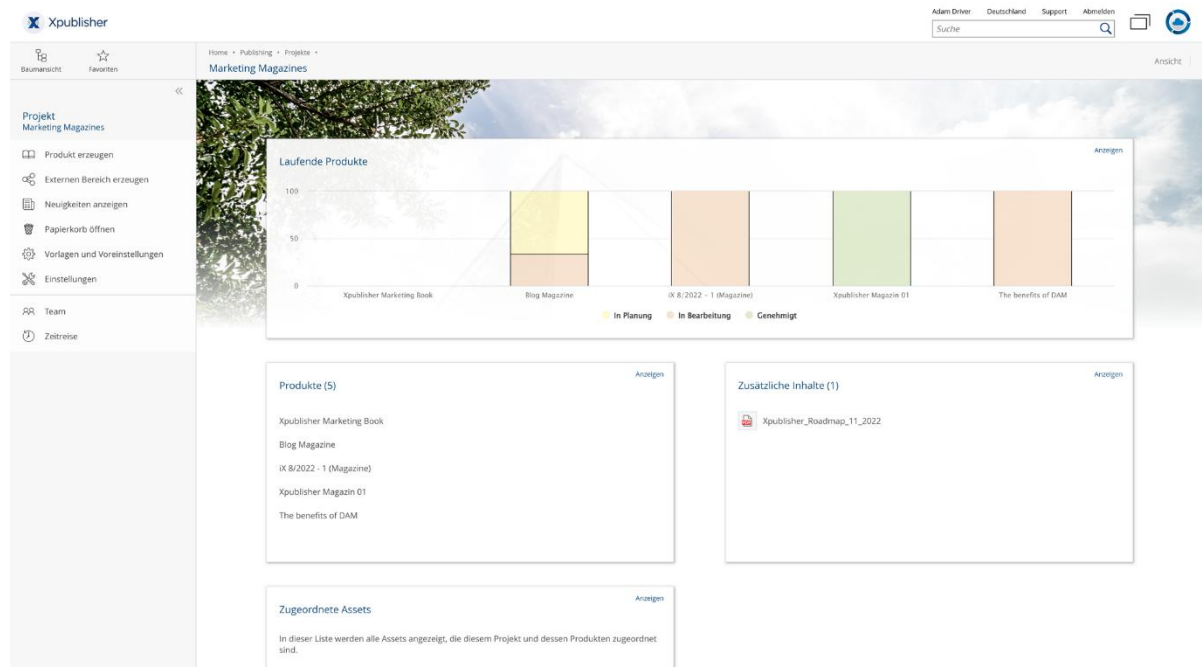 Xpublisher
Adam Driver Deutschland Support Abmelden
Suche
Baumansicht Favoriten
Home • Publishing • Projekte •
Marketing Magazines
Ansicht
Projekt
Marketing Magazines
Produkt erzeugen
Externen Bereich erzeugen
Neuigkeiten anzeigen
Papierkorb öffnen
Vorlagen und Voreinstellungen
Einstellungen
Team
Zeitreise
Anzeigen
Laufende Produkte
100
50
0
Xpublisher Marketing Book Blog Magazine iX 8/2022 - 1 (Magazine) Xpublisher Magazin 01 The benefits of DAM
In Planung In Bearbeitung Genehmigt
Anzeigen
Produkte (5)
Xpublisher Marketing Book
Blog Magazine
iX 8/2022 - 1 (Magazine)
Xpublisher Magazin 01
The benefits of DAM
Anzeigen
Zusätzliche Inhalte (1)
Xpublisher_Roadmap_11_2022
Anzeigen
Zugeordnete Assets
In dieser Liste werden alle Assets angezeigt, die diesem Projekt und dessen Produkten zugeordnet
sind.